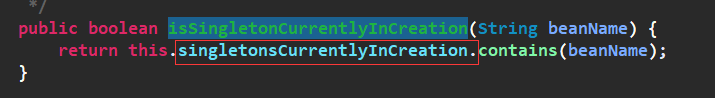 */
public boolean isSingletonCurrentlyInCreation(String beanName) {
return this.singletonsCurrentlyInCreation.contains(beanName);
}